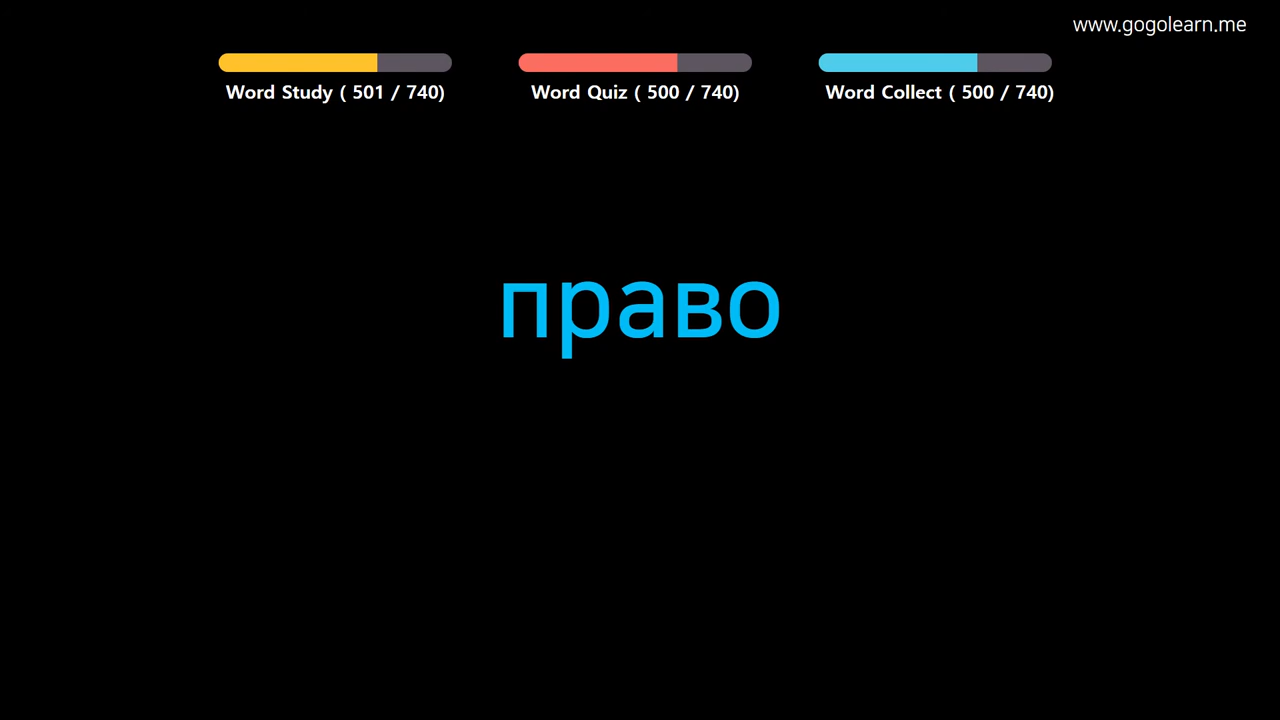 www.gogolearn.me
Word Study ( 501 / 740)
Word Quiz ( 500 / 740)
Word Collect ( 500 / 740)
право